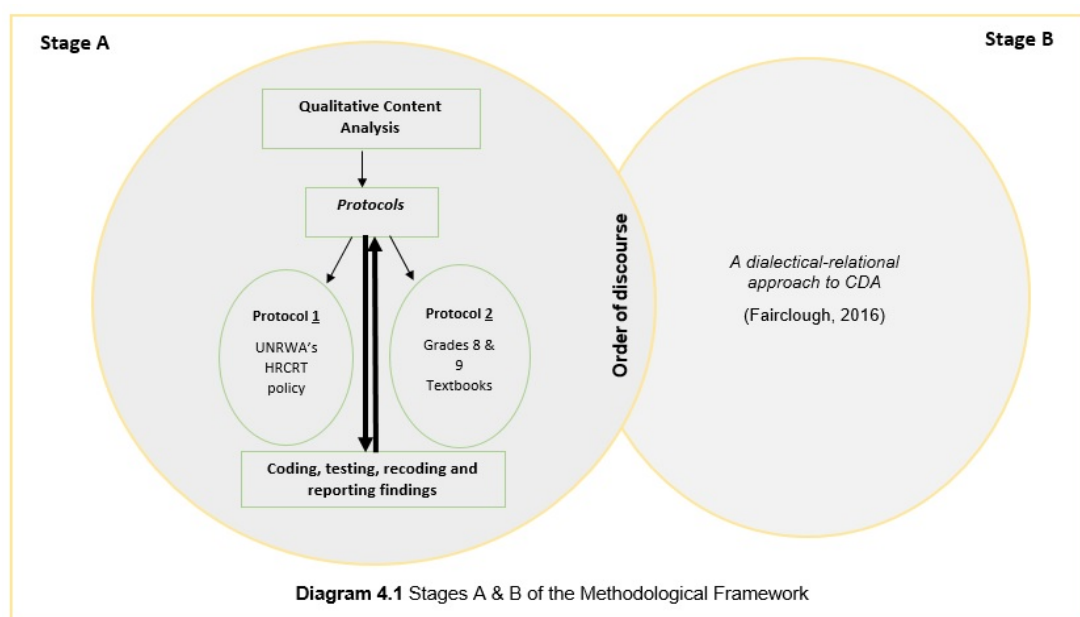 Stage A
Stage B
Qualitative Content
Analysis
Protocols
Protocol 1
UNRWA's
HRCRT
policy
Protocol 2
Grades 8 &
9
Textbooks
Coding, testing, recoding and
reporting findings
Order of discourse
A dialectical-relational
approach to CDA
(Fairclough, 2016)
Diagram 4.1 Stages A & B of the Methodological Framework